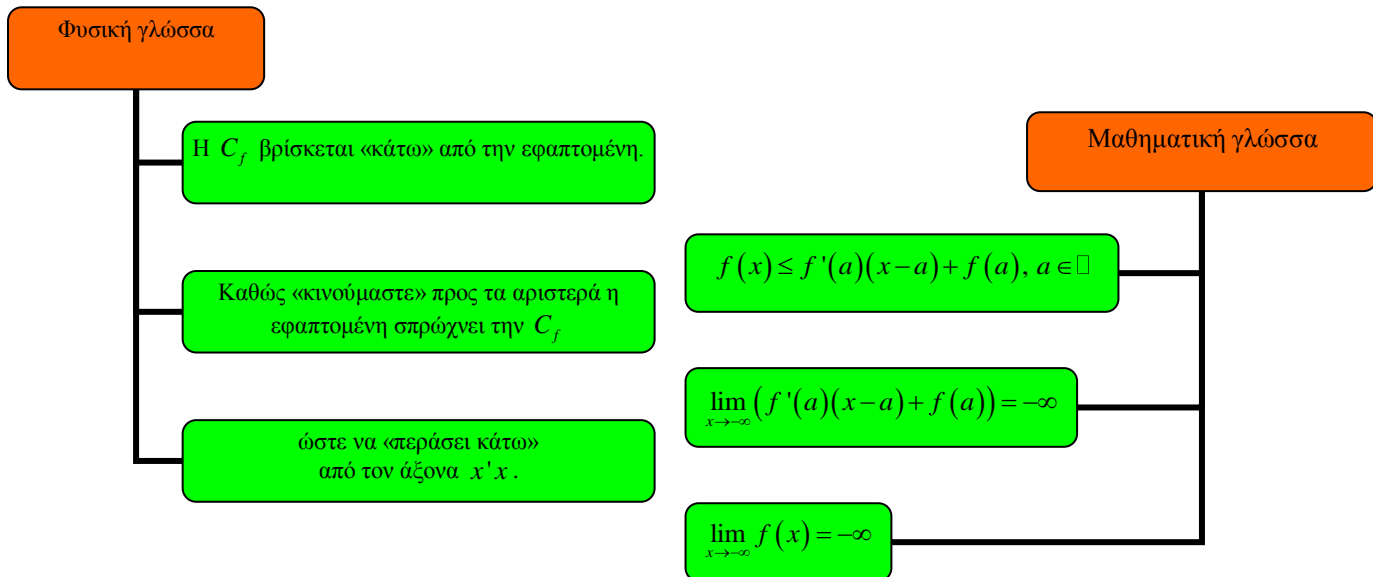 Φυσική γλώσσα
Η C_f βρίσκεται «κάτω» από την εφαπτομένη.
Καθώς «κινούμαστε» προς τα αριστερά η
εφαπτομένη σπρώχνει την C_f
ώστε να «περάσει κάτω»
από τον άξονα x'x.
Μαθηματική γλώσσα
f(x) ≤ f'(a)(x−a)+f(a), a∈□
lim_{x→−∞} (f'(a)(x−a)+f(a)) = −∞
lim_{x→−∞} f(x) = −∞